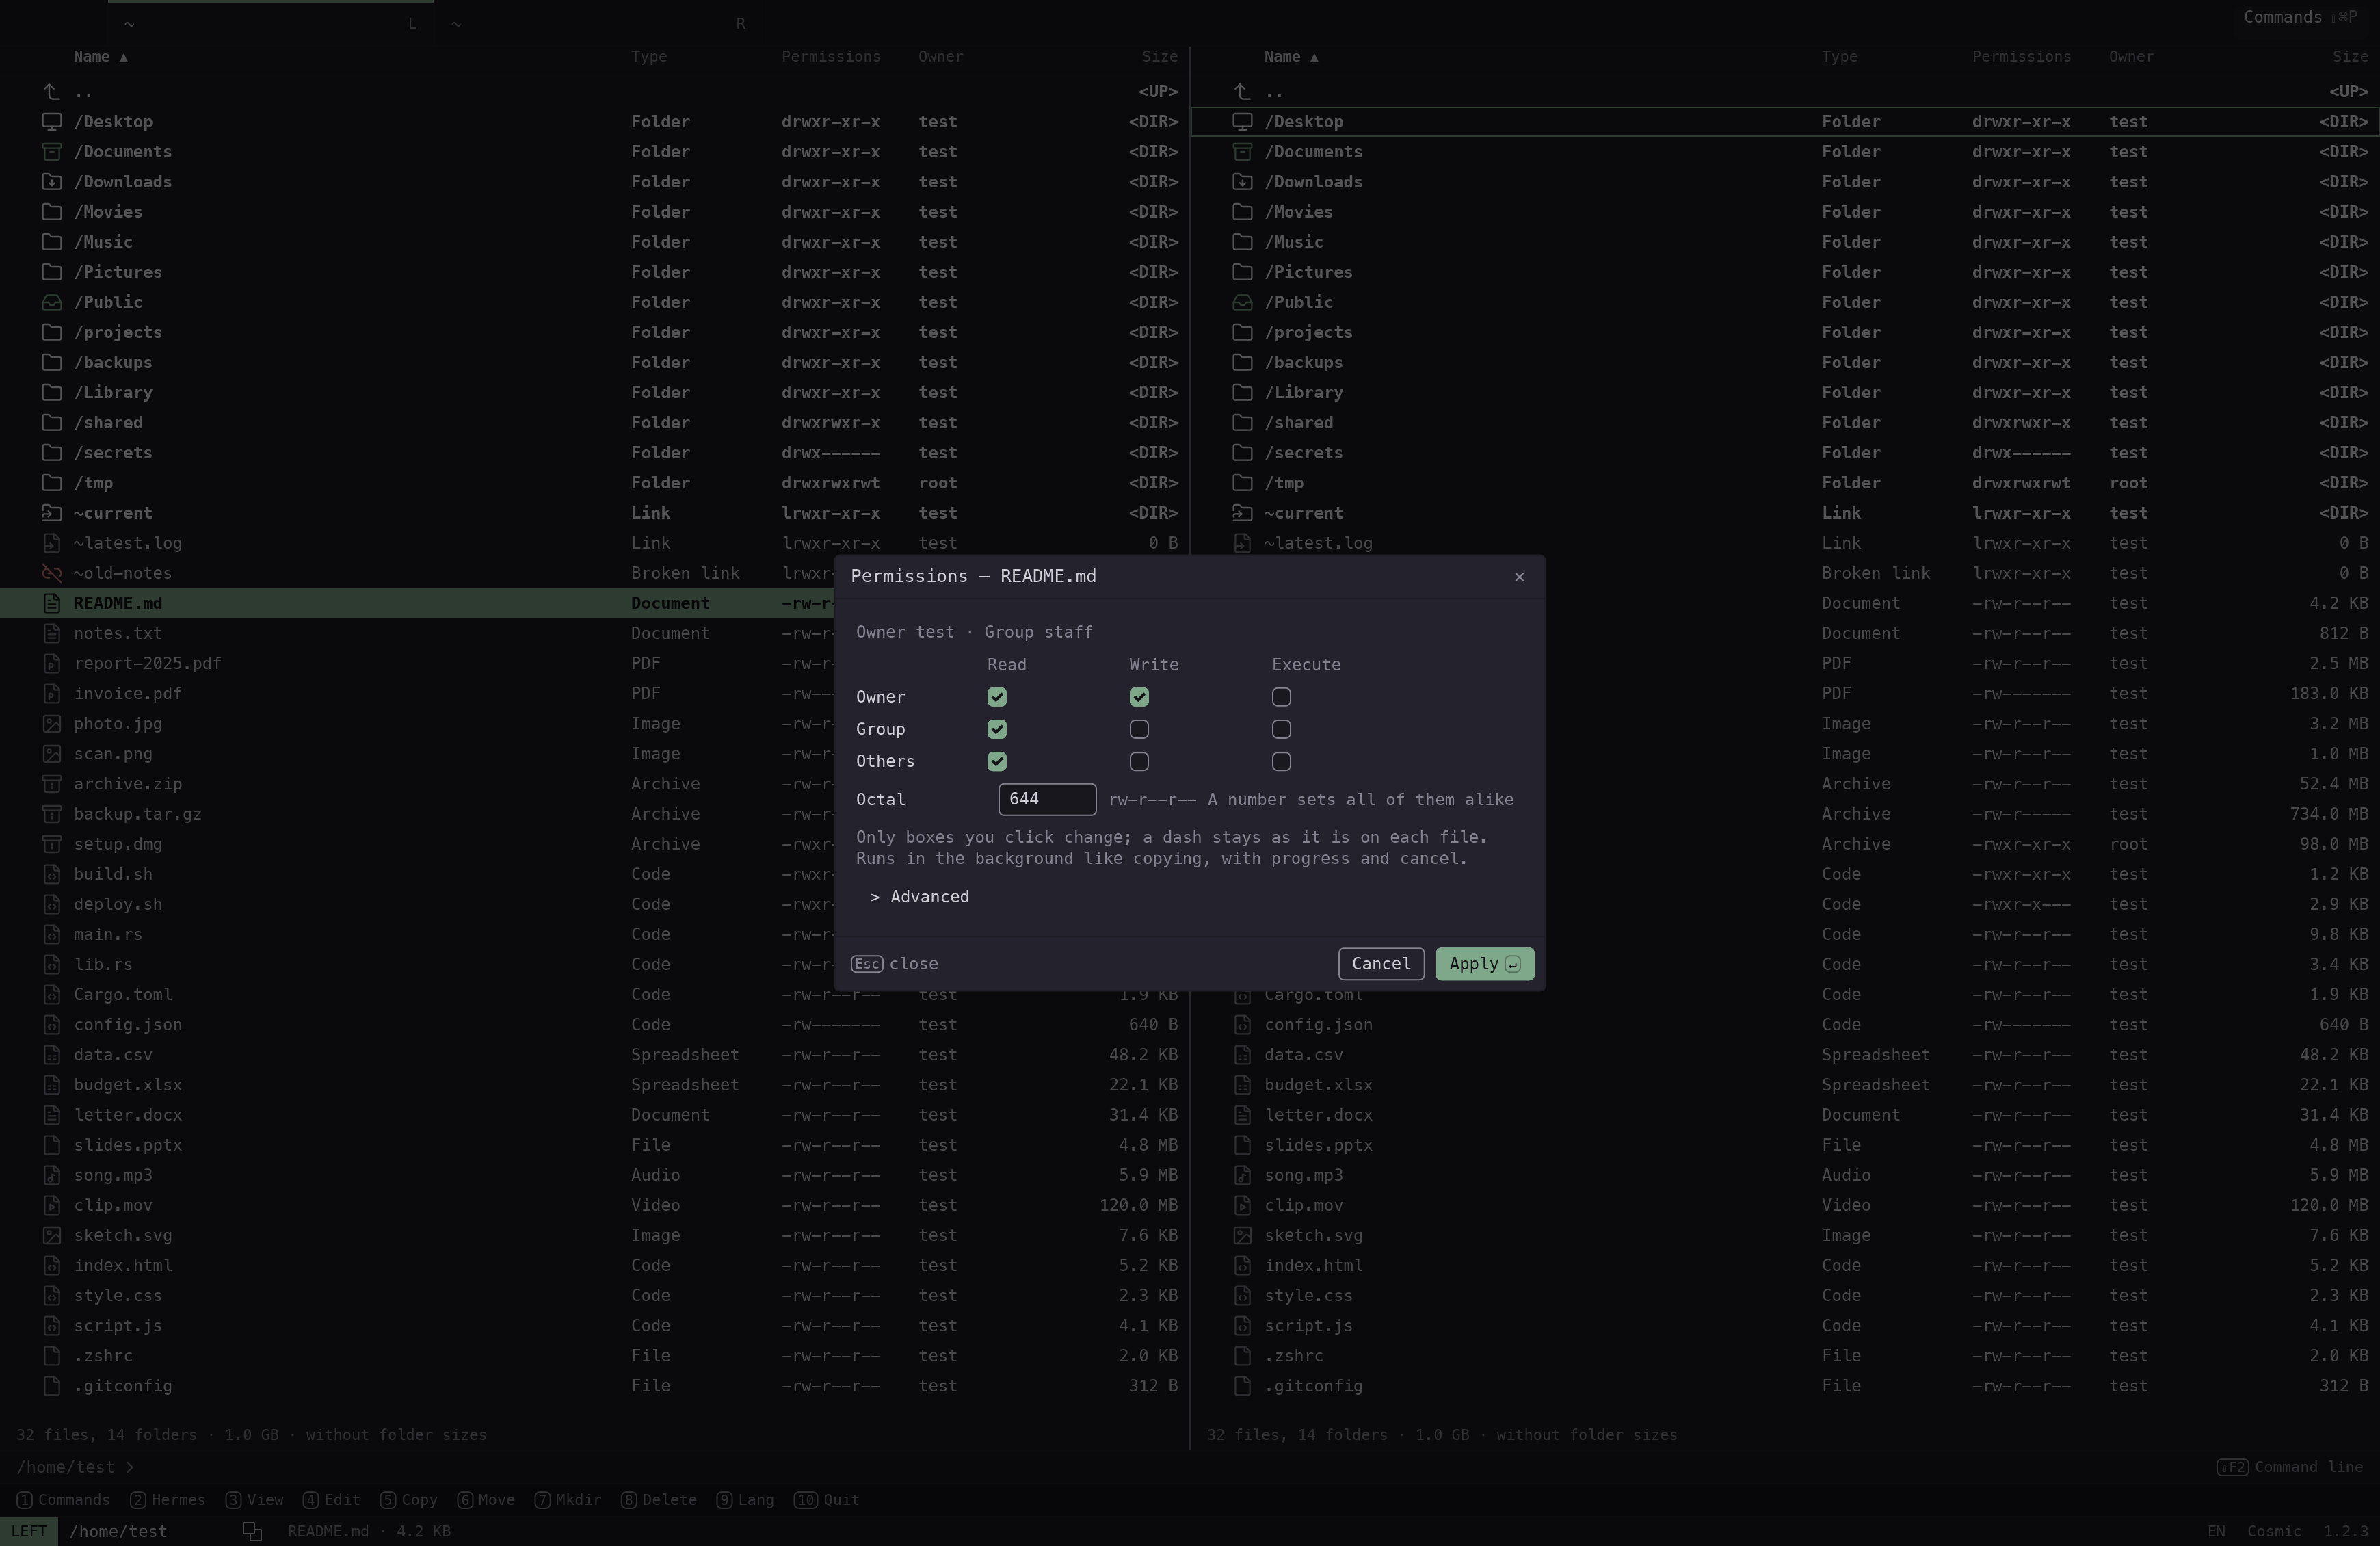 ~ L ~ R Commands ⇧⌘P
Name ▲ Type Permissions Owner Size Name ▲ Type Permissions Owner Size
.. <UP> .. <UP>
/Desktop Folder drwxr-xr-x test <DIR> /Desktop Folder drwxr-xr-x test <DIR>
/Documents Folder drwxr-xr-x test <DIR> /Documents Folder drwxr-xr-x test <DIR>
/Downloads Folder drwxr-xr-x test <DIR> /Downloads Folder drwxr-xr-x test <DIR>
/Movies Folder drwxr-xr-x test <DIR> /Movies Folder drwxr-xr-x test <DIR>
/Music Folder drwxr-xr-x test <DIR> /Music Folder drwxr-xr-x test <DIR>
/Pictures Folder drwxr-xr-x test <DIR> /Pictures Folder drwxr-xr-x test <DIR>
/Public Folder drwxr-xr-x test <DIR> /Public Folder drwxr-xr-x test <DIR>
/projects Folder drwxr-xr-x test <DIR> /projects Folder drwxr-xr-x test <DIR>
/backups Folder drwxr-xr-x test <DIR> /backups Folder drwxr-xr-x test <DIR>
/Library Folder drwxr-xr-x test <DIR> /Library Folder drwxr-xr-x test <DIR>
/shared Folder drwxrwxr-x test <DIR> /shared Folder drwxrwxr-x test <DIR>
/secrets Folder drwx------ test <DIR> /secrets Folder drwx------ test <DIR>
/tmp Folder drwxrwxrwt root <DIR> /tmp Folder drwxrwxrwt root <DIR>
~current Link lrwxr-xr-x test <DIR> ~current Link lrwxr-xr-x test <DIR>
~latest.log Link lrwxr-xr-x test 0 B ~latest.log Link lrwxr-xr-x test 0 B
~old-notes Broken link lrwxr- Broken link lrwxr-xr-x test 0 B
README.md Document -rw-r- Document -rw-r--r-- test 4.2 KB
notes.txt Document -rw-r- Document -rw-r--r-- test 812 B
report-2025.pdf PDF -rw-r- PDF -rw-r--r-- test 2.5 MB
invoice.pdf PDF -rw--- PDF -rw------- test 183.0 KB
photo.jpg Image -rw-r- Image -rw-r--r-- test 3.2 MB
scan.png Image -rw-r- Image -rw-r--r-- test 1.0 MB
archive.zip Archive -rw-r- Archive -rw-r--r-- test 52.4 MB
backup.tar.gz Archive -rw-r- Archive -rw-r--r-- test 734.0 MB
setup.dmg Archive -rwxr- Archive -rwxr-xr-x root 98.0 MB
build.sh Code -rwxr- Code -rwxr-xr-x test 1.2 KB
deploy.sh Code -rwxr- Code -rwxr-x--- test 2.9 KB
main.rs Code -rw-r- Code -rw-r--r-- test 9.8 KB
lib.rs Code -rw-r- Code -rw-r--r-- test 3.4 KB
Cargo.toml Code -rw-r--r-- test 1.9 KB Cargo.toml Code -rw-r--r-- test 1.9 KB
config.json Code -rw------- test 640 B config.json Code -rw------- test 640 B
data.csv Spreadsheet -rw-r--r-- test 48.2 KB data.csv Spreadsheet -rw-r--r-- test 48.2 KB
budget.xlsx Spreadsheet -rw-r--r-- test 22.1 KB budget.xlsx Spreadsheet -rw-r--r-- test 22.1 KB
letter.docx Document -rw-r--r-- test 31.4 KB letter.docx Document -rw-r--r-- test 31.4 KB
slides.pptx File -rw-r--r-- test 4.8 MB slides.pptx File -rw-r--r-- test 4.8 MB
song.mp3 Audio -rw-r--r-- test 5.9 MB song.mp3 Audio -rw-r--r-- test 5.9 MB
clip.mov Video -rw-r--r-- test 120.0 MB clip.mov Video -rw-r--r-- test 120.0 MB
sketch.svg Image -rw-r--r-- test 7.6 KB sketch.svg Image -rw-r--r-- test 7.6 KB
index.html Code -rw-r--r-- test 5.2 KB index.html Code -rw-r--r-- test 5.2 KB
style.css Code -rw-r--r-- test 2.3 KB style.css Code -rw-r--r-- test 2.3 KB
script.js Code -rw-r--r-- test 4.1 KB script.js Code -rw-r--r-- test 4.1 KB
.zshrc File -rw-r--r-- test 2.0 KB .zshrc File -rw-r--r-- test 2.0 KB
.gitconfig File -rw-r--r-- test 312 B .gitconfig File -rw-r--r-- test 312 B
32 files, 14 folders · 1.0 GB · without folder sizes 32 files, 14 folders · 1.0 GB · without folder sizes
Permissions — README.md ×
Owner test · Group staff
Read Write Execute
Owner
Group
Others
Octal 644 rw-r--r-- A number sets all of them alike
Only boxes you click change; a dash stays as it is on each file.
Runs in the background like copying, with progress and cancel.
> Advanced
Esc close Cancel Apply ↵
/home/test > ⇧F2 Command line
1 Commands 2 Hermes 3 View 4 Edit 5 Copy 6 Move 7 Mkdir 8 Delete 9 Lang 10 Quit
LEFT /home/test README.md · 4.2 KB EN Cosmic 1.2.3